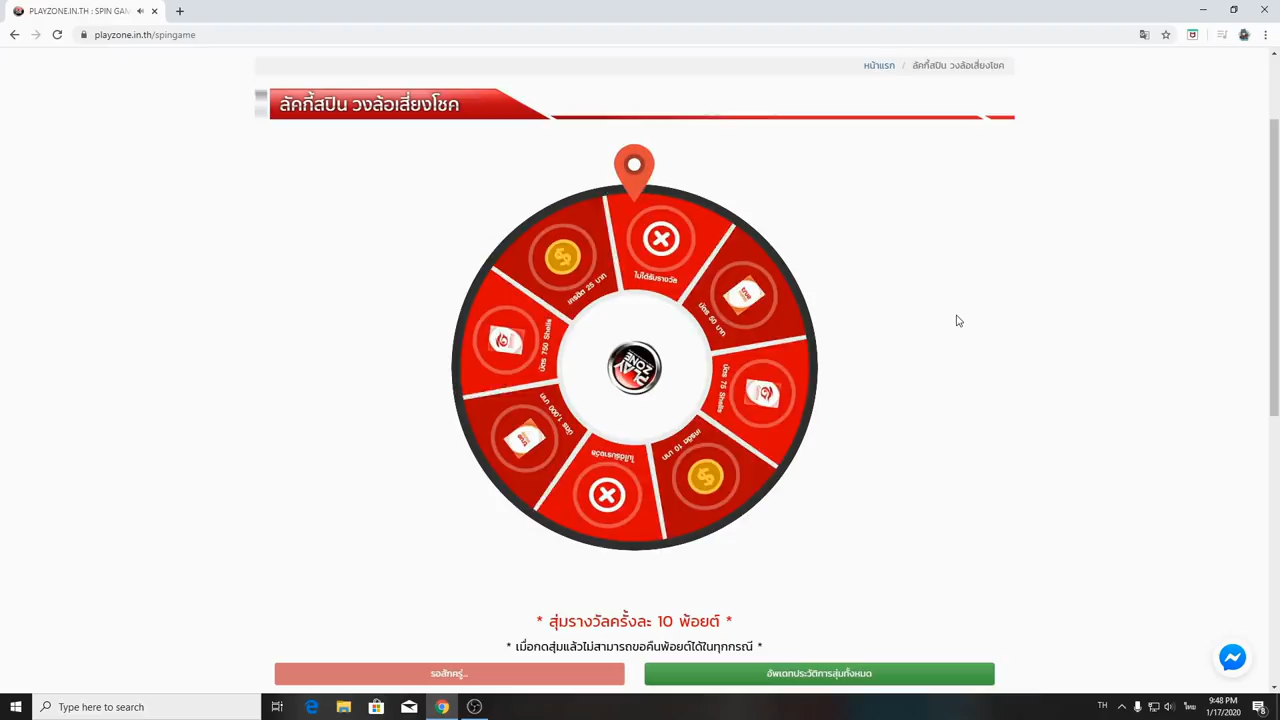 PLAYZONE.IN.TH : SPIN GAM
playzone.in.th/spingame
หน้าแรก / ลัคกี้สปิน วงล้อเสี่ยงโชค
ลัคกี้สปิน วงล้อเสี่ยงโชค
ไม่ได้รับรางวัล
บัตร 50 บาท
บัตร 75 Shells
เครดิต 10 บาท
ไม่ได้รับรางวัล
บัตร 1,000 บาท
บัตร 750 Shells
เครดิต 25 บาท
true
true
PLAY
ZONE
* สุ่มรางวัลครั้งละ 10 พ้อยต์ *
* เมื่อกดสุ่มแล้วไม่สามารถขอคืนพ้อยต์ได้ในทุกกรณี *
รอสักครู่...
อัพเดทประวัติการสุ่มทั้งหมด
Type here to search
TH
ไทย
9:48 PM
1/17/2020
8